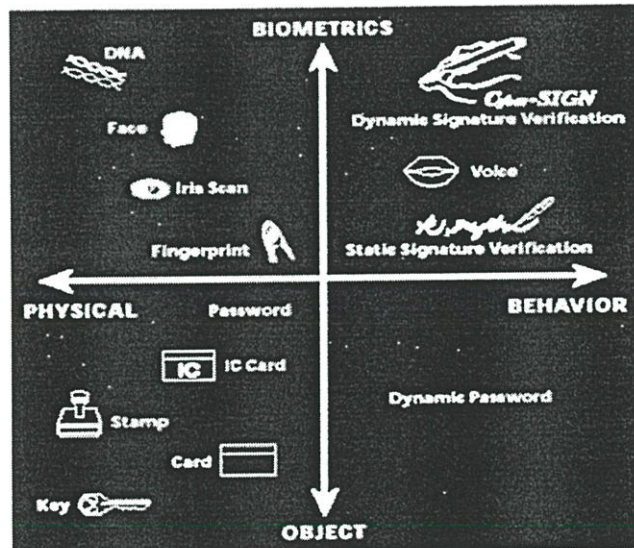 BIOMETRICS
DNA
Cyber-SIGN
Dynamic Signature Verification
Face
Voice
Iris Scan
Fingerprint
Static Signature Verification
PHYSICAL
Password
BEHAVIOR
IC
IC Card
Dynamic Password
Stamp
Card
Key
OBJECT